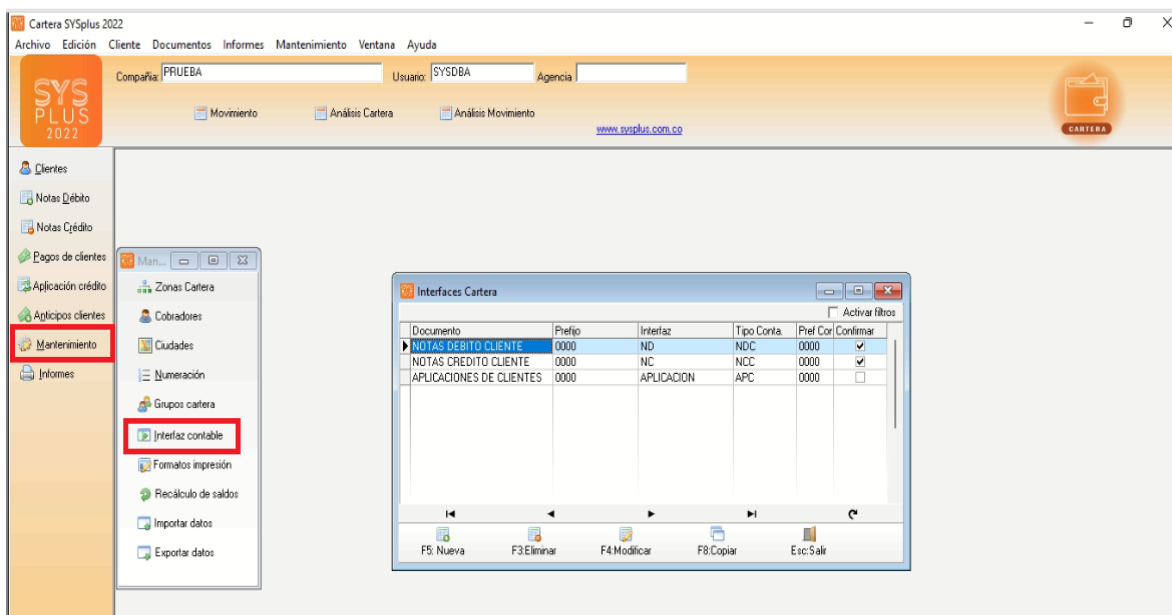 Cartera SYSplus 2022
Archivo Edición Cliente Documentos Informes Mantenimiento Ventana Ayuda
SYS
PLUS
2022
Compañia: PRUEBA Usuario: SYSDBA Agencia
Movimiento Análisis Cartera Análisis Movimiento
www.sysplus.com.co
CARTERA
Clientes
Notas Débito
Notas Crédito
Pagos de clientes
Aplicación crédito
Anticipos clientes
Mantenimiento
Informes
Man...
Zonas Cartera
Cobradores
Ciudades
Numeración
Grupos cartera
Interfaz contable
Formatos impresión
Recálculo de saldos
Importar datos
Exportar datos
Interfaces Cartera
Activar filtros
Documento Prefijo Interfaz Tipo Conta. Pref Cor Confirmar
NOTAS DEBITO CLIENTE 0000 ND NDC 0000
NOTAS CREDITO CLIENTE 0000 NC NCC 0000
APLICACIONES DE CLIENTES 0000 APLICACION APC 0000
F5: Nueva F3:Eliminar F4:Modificar F8:Copiar Esc:Salir